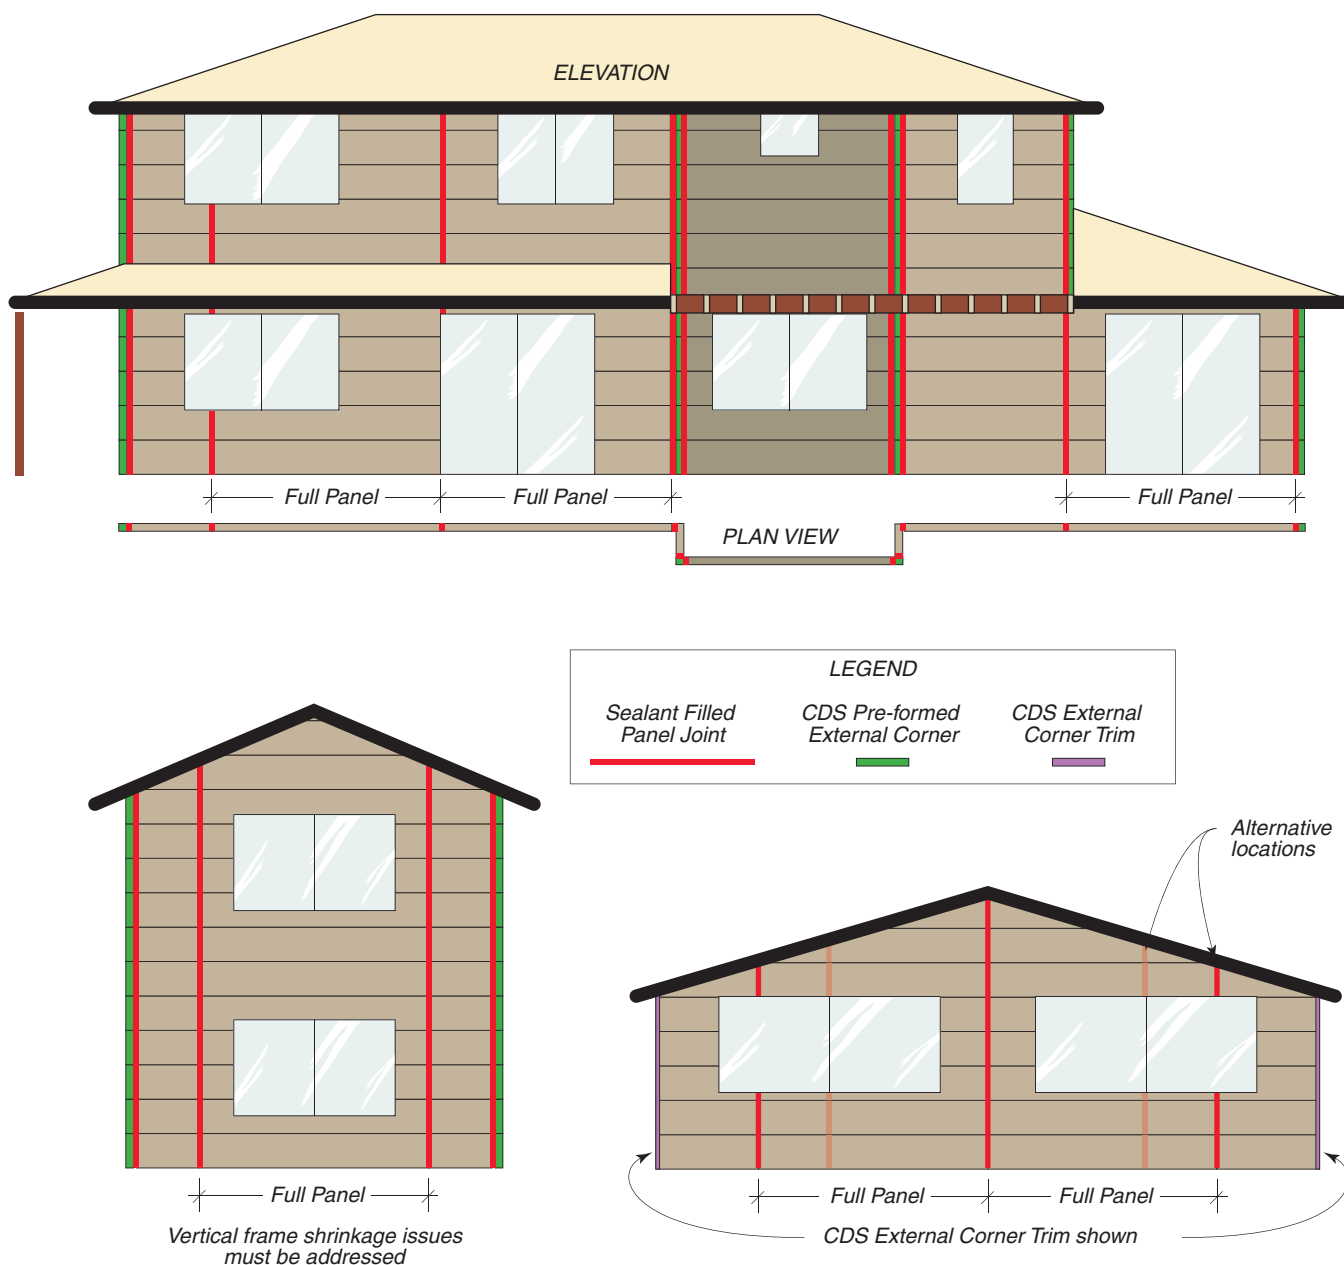 ELEVATION
Full Panel
Full Panel
Full Panel
PLAN VIEW
LEGEND
Sealant Filled
Panel Joint
CDS Pre-formed
External Corner
CDS External
Corner Trim
Alternative
locations
Full Panel
Full Panel
Full Panel
Vertical frame shrinkage issues
must be addressed
CDS External Corner Trim shown